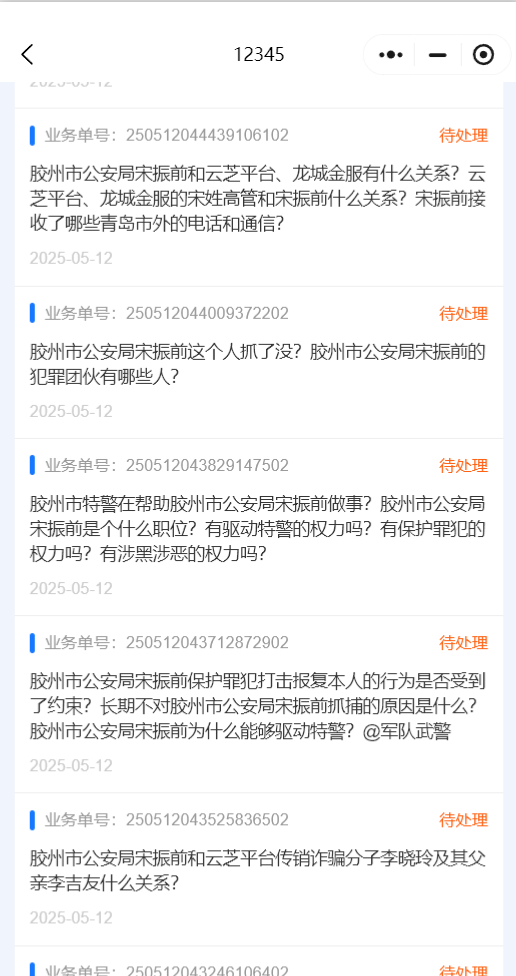 12345
2025-05-12
业务单号：250512044439106102 待处理
胶州市公安局宋振前和云芝平台、龙城金服有什么关系？云
芝平台、龙城金服的宋姓高管和宋振前什么关系？宋振前接
收了哪些青岛市外的电话和通信？
2025-05-12
业务单号：250512044009372202 待处理
胶州市公安局宋振前这个人抓了没？胶州市公安局宋振前的
犯罪团伙有哪些人？
2025-05-12
业务单号：250512043829147502 待处理
胶州市特警在帮助胶州市公安局宋振前做事？胶州市公安局
宋振前是个什么职位？有驱动特警的权力吗？有保护罪犯的
权力吗？有涉黑涉恶的权力吗？
2025-05-12
业务单号：250512043712872902 待处理
胶州市公安局宋振前保护罪犯打击报复本人的行为是否受到
了约束？长期不对胶州市公安局宋振前抓捕的原因是什么？
胶州市公安局宋振前为什么能够驱动特警？@军队武警
2025-05-12
业务单号：250512043525836502 待处理
胶州市公安局宋振前和云芝平台传销诈骗分子李晓玲及其父
亲李吉友什么关系？
2025-05-12
业务单号：250512043246106402 待处理